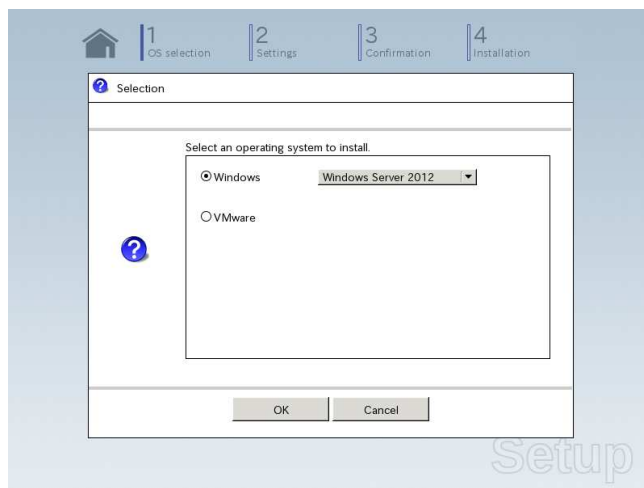 1
OS selection
2
Settings
3
Confirmation
4
Installation
Selection
Select an operating system to install.
Windows
Windows Server 2012
VMware
OK
Cancel
Setup